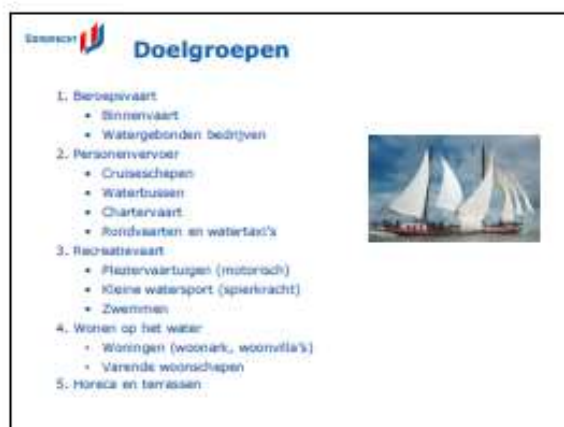 Doelgroepen
1. Beroepsvaart
• Binnenvaart
• Watergebonden bedrijven
2. Personenvervoer
• Cruiseschepen
• Waterbussen
• Chartervaart
• Rondvaarten en watertaxi's
3. Recreatievaart
• Pleziervaartuigen (motorisch)
• Kleine watersport (spierkracht)
• Zwemmen
4. Wonen op het water
• Woningen (woonark, woonvilla's)
• Varende woonschepen
5. Horeca en terrassen